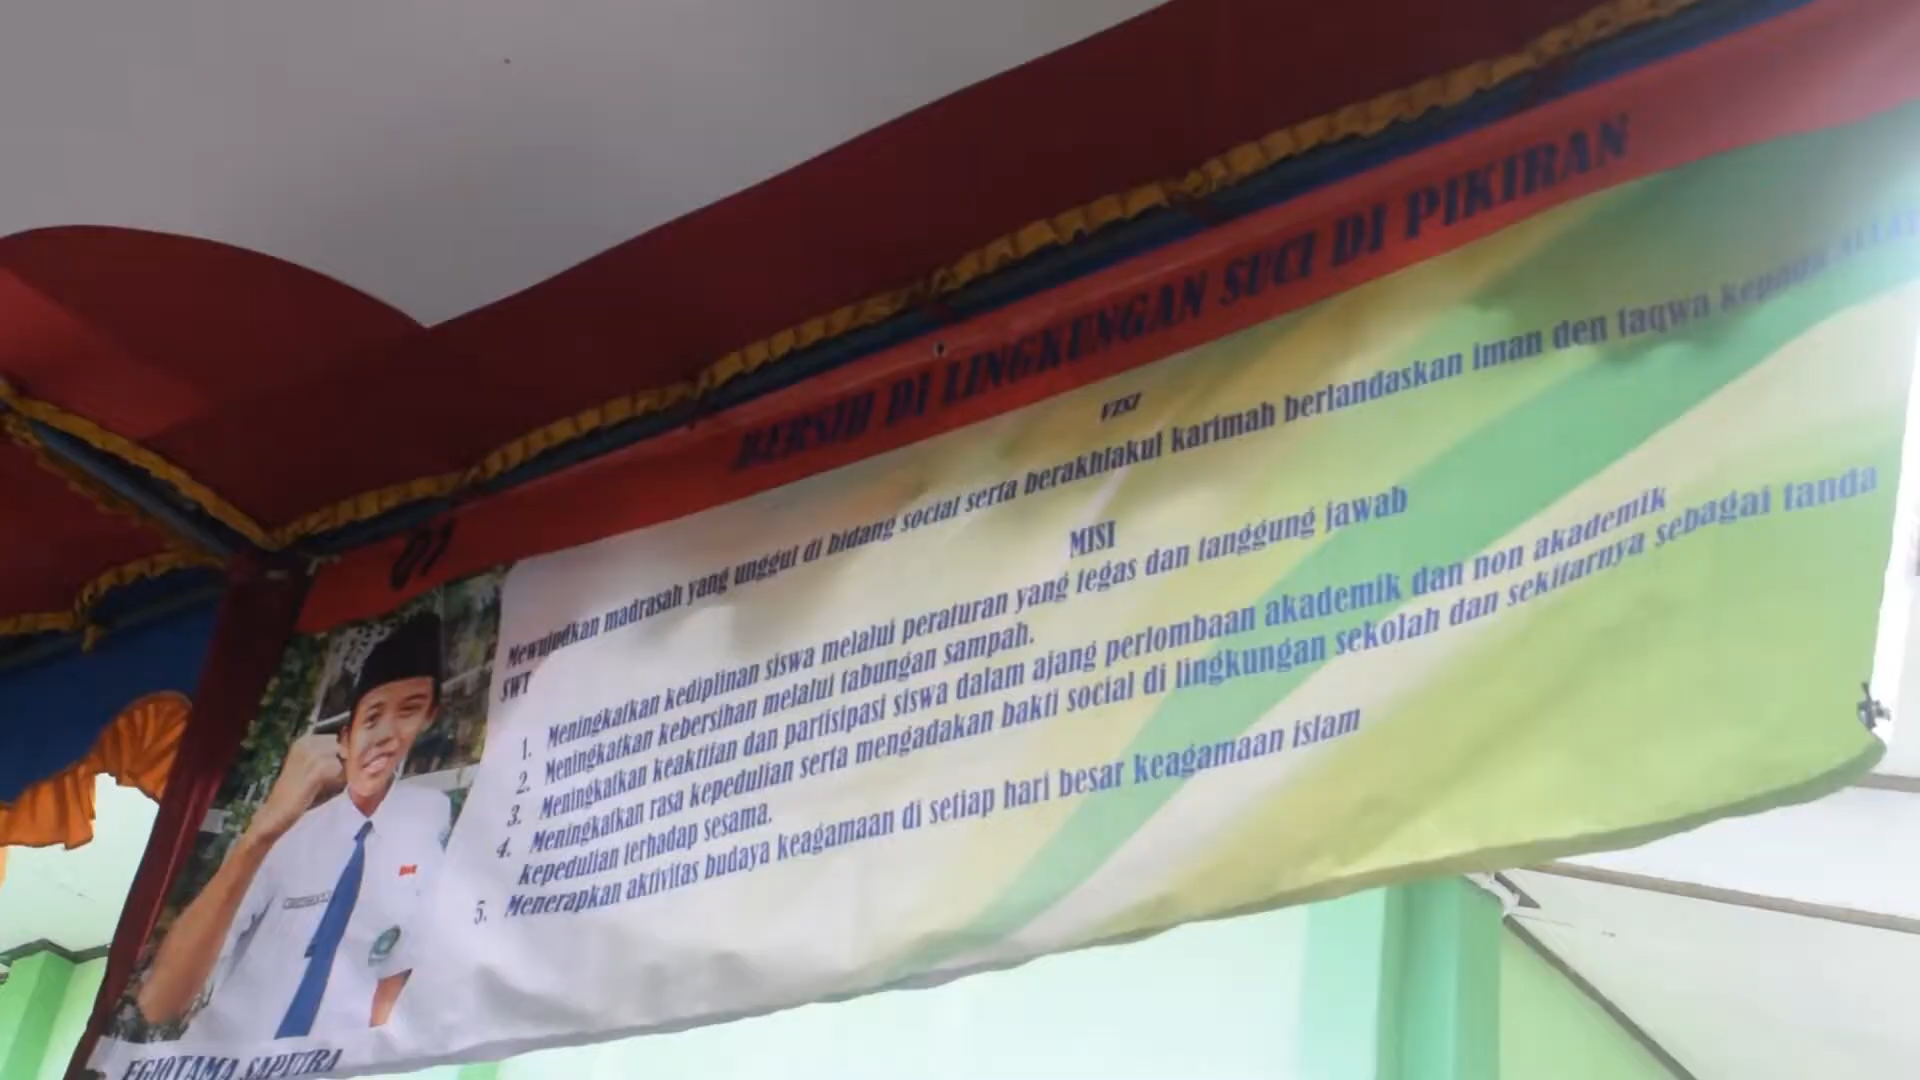 BERSIH DI LINGKUNGAN SUCI DI PIKIRAN
01
VISI
Mewujudkan madrasah yang unggul di bidang social serta berakhlakul karimah berlandaskan iman den taqwa kepada ALLAH
SWT
MISI
1. Meningkatkan kediplinan siswa melalui peraturan yang tegas dan tanggung jawab
2. Meningkatkan kebersihan melalui tabungan sampah.
3. Meningkatkan keaktifan dan partisipasi siswa dalam ajang perlombaan akademik dan non akademik
4. Meningkatkan rasa kepedulian serta mengadakan bakti social di lingkungan sekolah dan sekitarnya sebagai tanda
kepedulian terhadap sesama.
5. Menerapkan aktivitas budaya keagamaan di setiap hari besar keagamaan islam
EGIOTAMA SAPUTRA